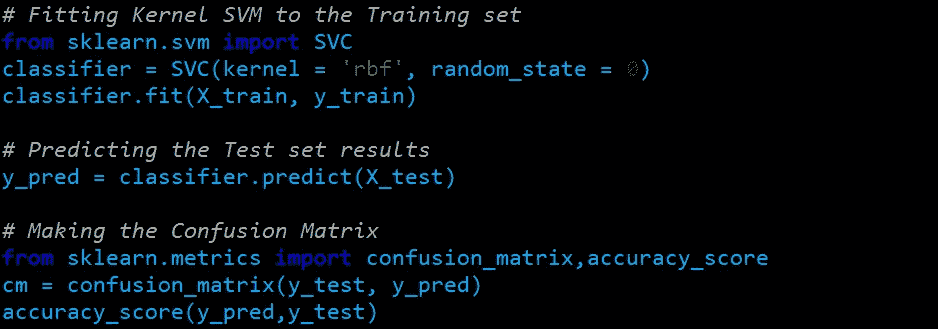 # Fitting Kernel SVM to the Training set
from sklearn.svm import SVC
classifier = SVC(kernel = 'rbf', random_state = 0)
classifier.fit(X_train, y_train)
# Predicting the Test set results
y_pred = classifier.predict(X_test)
# Making the Confusion Matrix
from sklearn.metrics import confusion_matrix,accuracy_score
cm = confusion_matrix(y_test, y_pred)
accuracy_score(y_pred,y_test)